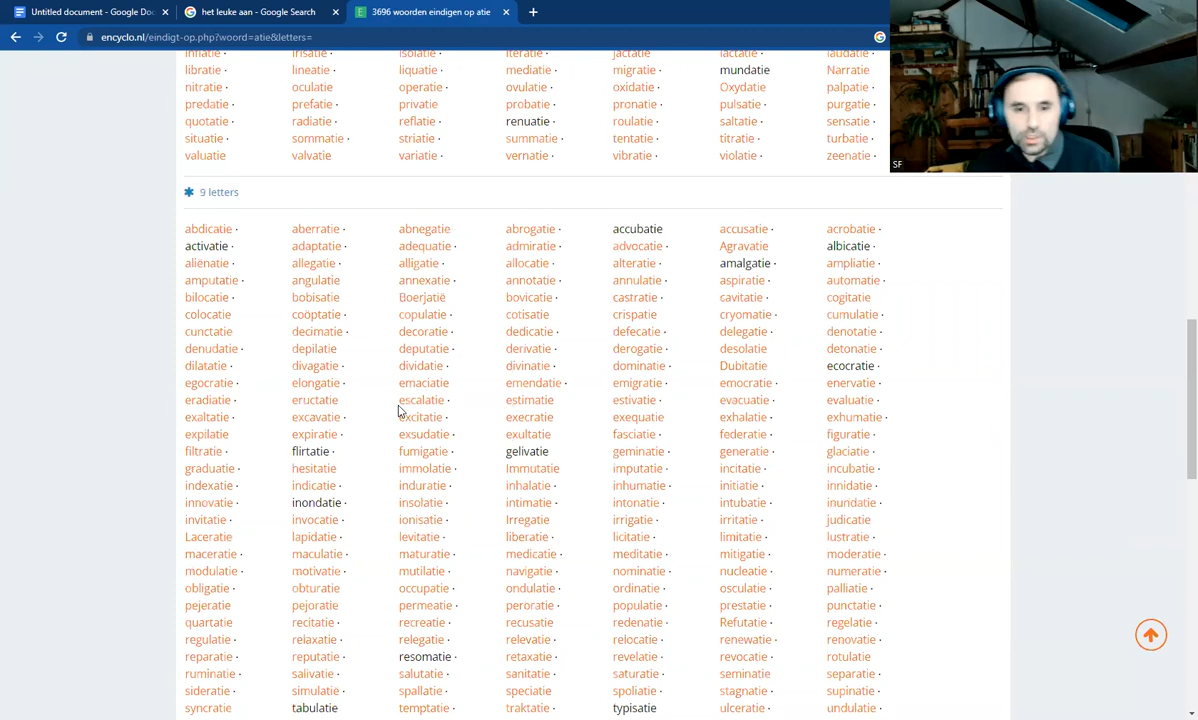 Untitled document - Google Doc × het leuke aan - Google Search × 3696 woorden eindigen op atie × +
encyclo.nl/eindigt-op.php?woord=atie&letters=
inflatie · irisatie · isolatie · iteratie · jactatie lactatie · laudatie ·
libratie · lineatie · liquatie · mediatie · migratie · mundatie Narratie
nitratie · oculatie operatie · ovulatie · oxidatie · Oxydatie palpatie ·
predatie · prefatie · privatie probatie · pronatie · pulsatie · purgatie ·
quotatie · radiatie · reflatie · renuatie · roulatie · saltatie · sensatie ·
situatie · sommatie · striatie · summatie · tentatie · titratie · turbatie ·
valuatie valvatie variatie · vernatie · vibratie · violatie · zeenatie ·
SF
9 letters
abdicatie · aberratie · abnegatie abrogatie · accubatie accusatie · acrobatie ·
activatie · adaptatie · adequatie · admiratie · advocatie · Agravatie albicatie ·
aliënatie · allegatie · alligatie · allocatie · alteratie · amalgatie · ampliatie ·
amputatie · angulatie annexatie · annotatie · annulatie · aspiratie · automatie ·
bilocatie · bobisatie Boerjatië bovicatie · castratie · cavitatie · cogitatie
colocatie coöptatie · copulatie · cotisatie crispatie cryomatie · cumulatie ·
cunctatie decimatie · decoratie · dedicatie · defecatie · delegatie · denotatie ·
denudatie · depilatie deputatie · derivatie · derogatie · desolatie detonatie ·
dilatatie · divagatie · dividatie · divinatie · dominatie · Dubitatie ecocratie ·
egocratie · elongatie · emaciatie emendatie · emigratie · emocratie · enervatie ·
eradiatie · eructatie escalatie · estimatie estivatie · evacuatie · evaluatie ·
exaltatie · excavatie · excitatie · execratie exequatie exhalatie · exhumatie ·
expilatie expiratie · exsudatie · exultatie fasciatie · federatie · figuratie ·
filtratie · flirtatie · fumigatie · gelivatie geminatie · generatie · glaciatie ·
graduatie · hesitatie immolatie · Immutatie imputatie · incitatie · incubatie ·
indexatie · indicatie · induratie · inhalatie · inhumatie · initiatie · innidatie ·
innovatie · inondatie · insolatie · intimatie · intonatie · intubatie · inundatie ·
invitatie · invocatie · ionisatie · Irregatie irrigatie · irritatie · judicatie
Laceratie lapidatie · levitatie · liberatie · licitatie · limitatie · lustratie ·
maceratie · maculatie · maturatie · medicatie · meditatie · mitigatie · moderatie ·
modulatie · motivatie · mutilatie · navigatie · nominatie · nucleatie · numeratie ·
obligatie · obturatie occupatie · ondulatie · ordinatie · osculatie · palliatie ·
pejeratie pejoratie permeatie · peroratie · populatie · prestatie · punctatie ·
quartatie recitatie · recreatie · recusatie redenatie · Refutatie · regelatie ·
regulatie · relaxatie · relegatie · relevatie · relocatie · renewatie · renovatie ·
reparatie · reputatie · resomatie · retaxatie · revelatie · revocatie · rotulatie
ruminatie · salivatie · salutatie · sanitatie · saturatie · seminatie separatie ·
sideratie · simulatie · spallatie · speciatie spoliatie · stagnatie · supinatie ·
syncratie tabulatie temptatie · traktatie · typisatie ulceratie · undulatie ·